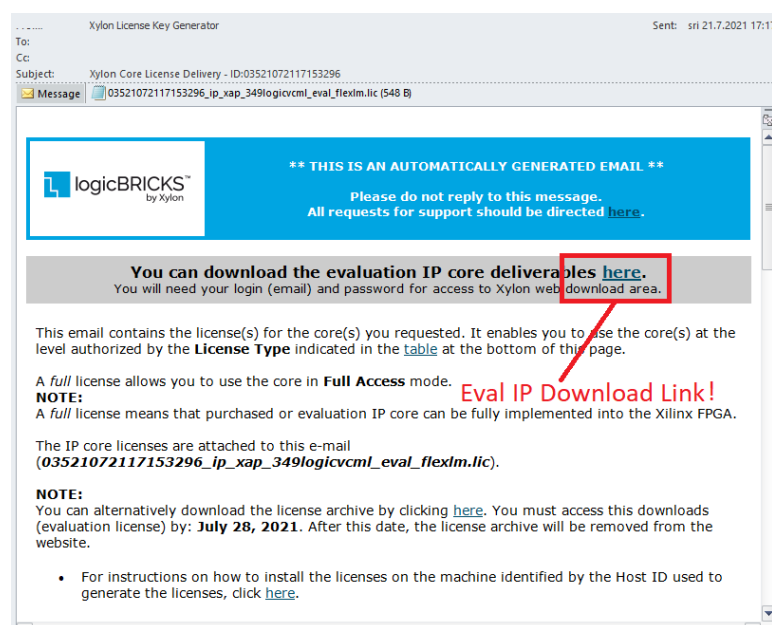 Xylon License Key Generator Sent: sri 21.7.2021 17:17
To:
Cc:
Subject: Xylon Core License Delivery - ID:03521072117153296
Message 03521072117153296_ip_xap_349logicvcml_eval_flexlm.lic (548 B)
logicBRICKS™
by Xylon
** THIS IS AN AUTOMATICALLY GENERATED EMAIL **
Please do not reply to this message.
All requests for support should be directed here.
You can download the evaluation IP core deliverables here.
You will need your login (email) and password for access to Xylon web download area.
This email contains the license(s) for the core(s) you requested. It enables you to use the core(s) at the
level authorized by the License Type indicated in the table at the bottom of this page.
A full license allows you to use the core in Full Access mode.
Eval IP Download Link!
NOTE:
A full license means that purchased or evaluation IP core can be fully implemented into the Xilinx FPGA.
The IP core licenses are attached to this e-mail
(03521072117153296_ip_xap_349logicvcml_eval_flexlm.lic).
NOTE:
You can alternatively download the license archive by clicking here. You must access this downloads
(evaluation license) by: July 28, 2021. After this date, the license archive will be removed from the
website.
• For instructions on how to install the licenses on the machine identified by the Host ID used to
generate the licenses, click here.